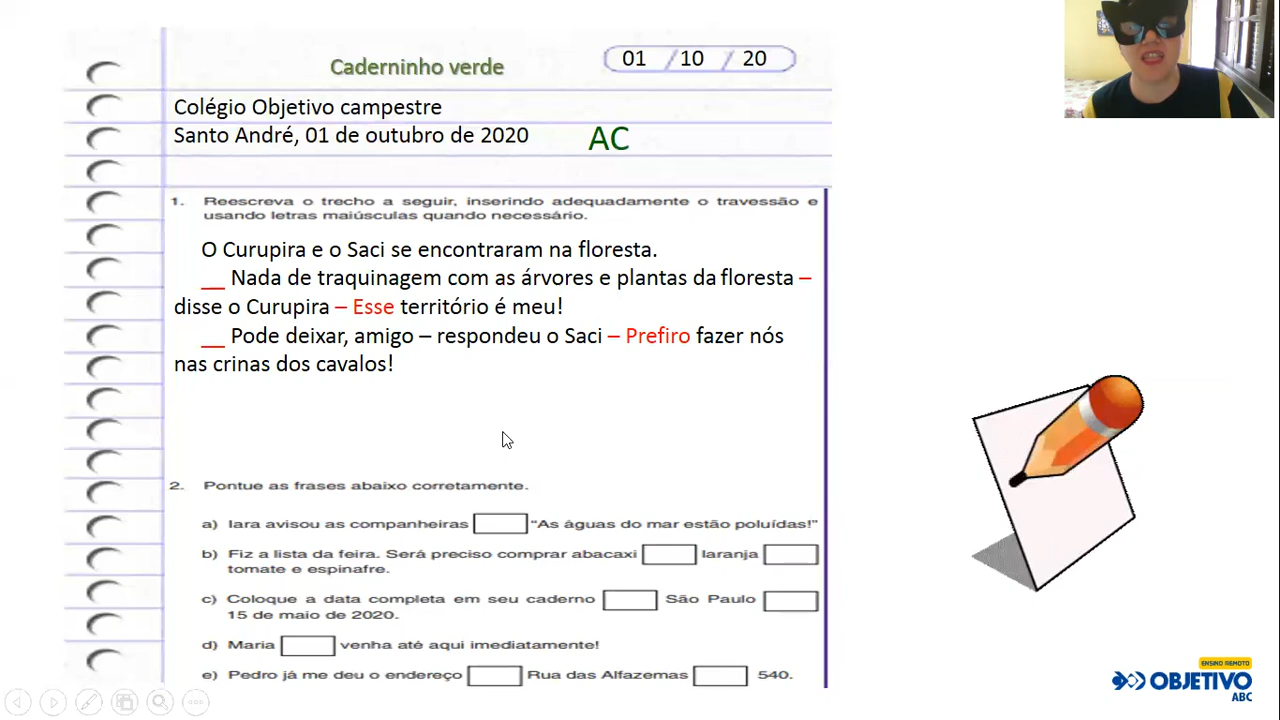 Caderninho verde
01 / 10 / 20
Colégio Objetivo campestre
Santo André, 01 de outubro de 2020 AC
1. Reescreva o trecho a seguir, inserindo adequadamente o travessão e
usando letras maiúsculas quando necessário.
O Curupira e o Saci se encontraram na floresta.
__ Nada de traquinagem com as árvores e plantas da floresta –
disse o Curupira – Esse território é meu!
__ Pode deixar, amigo – respondeu o Saci – Prefiro fazer nós
nas crinas dos cavalos!
2. Pontue as frases abaixo corretamente.
a) Iara avisou as companheiras "As águas do mar estão poluídas!"
b) Fiz a lista da feira. Será preciso comprar abacaxi laranja
tomate e espinafre.
c) Coloque a data completa em seu caderno São Paulo
15 de maio de 2020.
d) Maria venha até aqui imediatamente!
e) Pedro já me deu o endereço Rua das Alfazemas 540.
ENSINO REMOTO
OBJETIVO
ABC